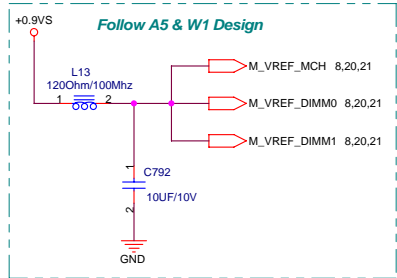 Follow A5 & W1 Design
+0.9VS
L13
120Ohm/100Mhz
1 2
M_VREF_MCH 8,20,21
M_VREF_DIMM0 8,20,21
M_VREF_DIMM1 8,20,21
1
C792
10UF/10V
2
GND